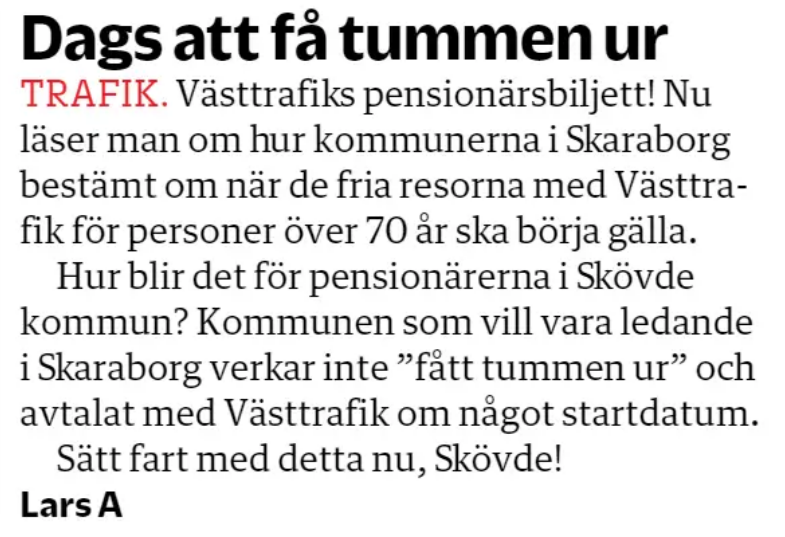 Dags att få tummen ur
TRAFIK. Västtrafiks pensionärsbiljett! Nu
läser man om hur kommunerna i Skaraborg
bestämt om när de fria resorna med Västtra-
fik för personer över 70 år ska börja gälla.
Hur blir det för pensionärerna i Skövde
kommun? Kommunen som vill vara ledande
i Skaraborg verkar inte ”fått tummen ur” och
avtalat med Västtrafik om något startdatum.
Sätt fart med detta nu, Skövde!
Lars A